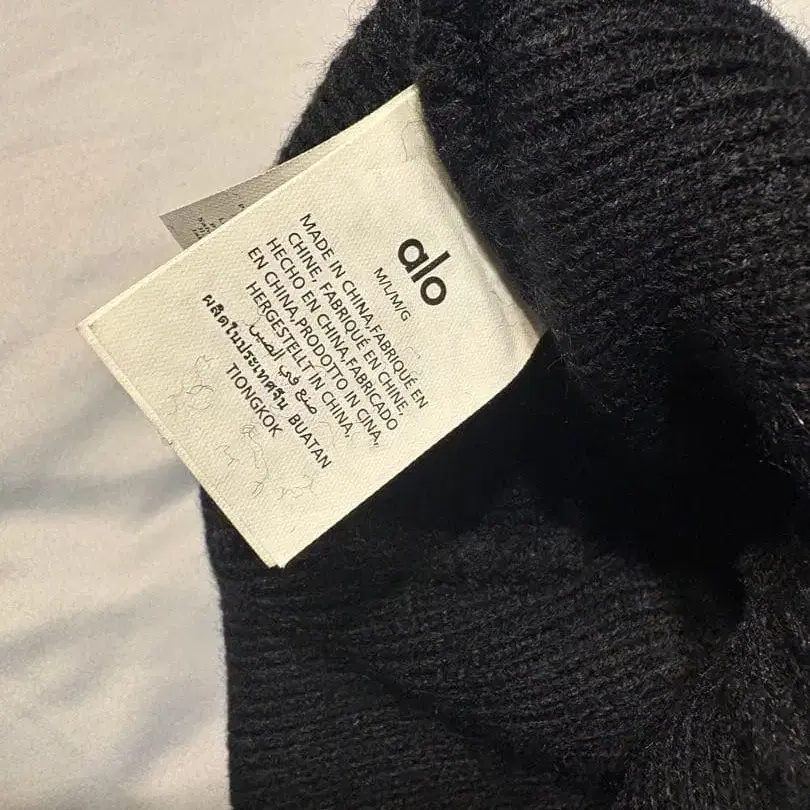 alo
M/L/M/G
MADE IN CHINA,FABRIQUÉ EN
CHINE, FABRIQUÉ EN CHINE,
HECHO EN CHINA,FABRICADO
EN CHINA,PRODOTTO IN CINA,
HERGESTELLT IN CHINA,
صنع في الصين
ผลิตในประเทศจีน BUATAN
TIONGKOK